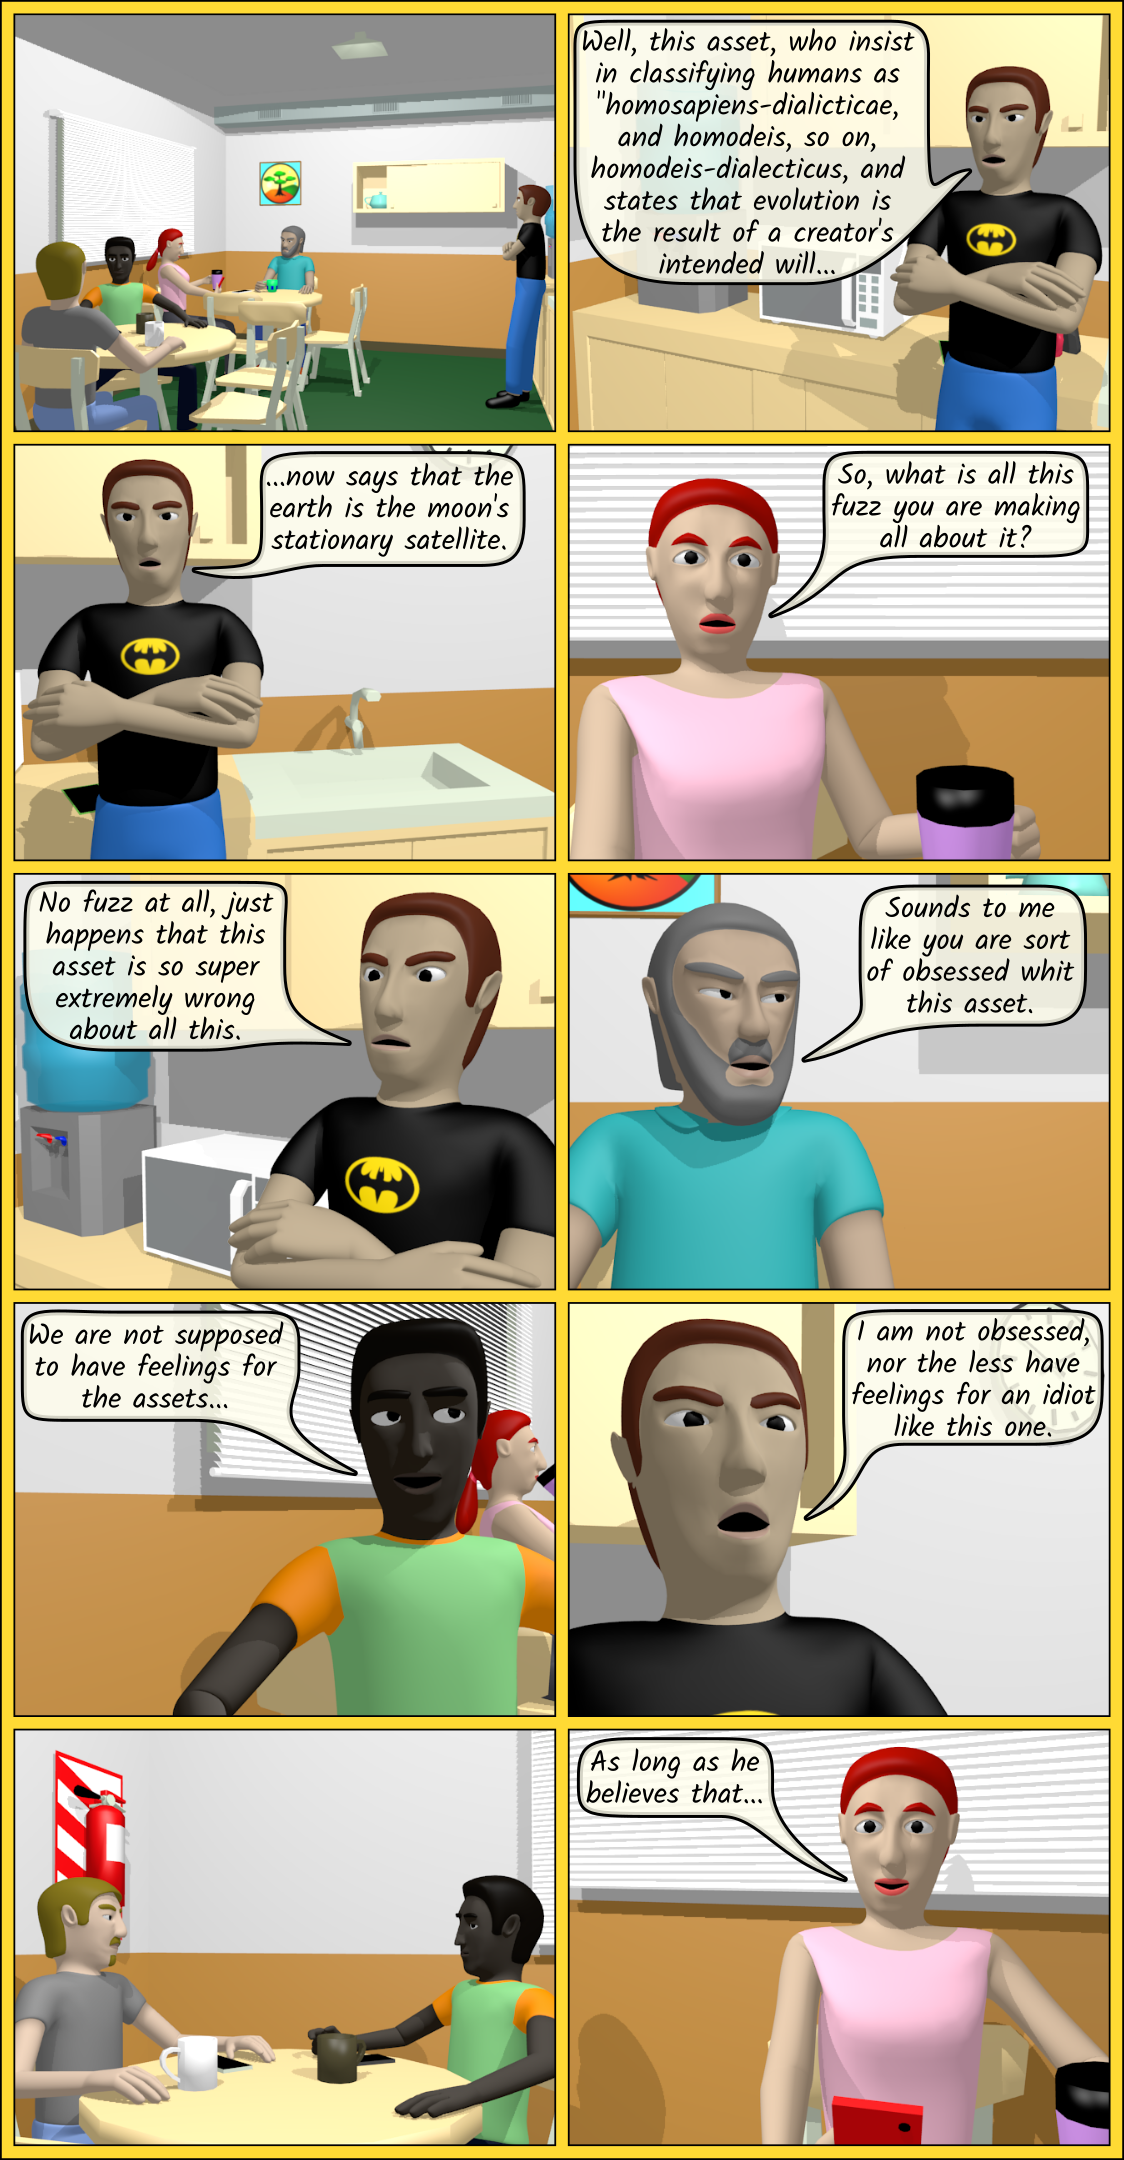 Well, this asset, who insist
in classifying humans as
"homosapiens-dialicticae,
and homodeis, so on,
homodeis-dialecticus, and
states that evolution is
the result of a creator's
intended will...
...now says that the
earth is the moon's
stationary satellite.
So, what is all this
fuzz you are making
all about it?
No fuzz at all, just
happens that this
asset is so super
extremely wrong
about all this.
Sounds to me
like you are sort
of obsessed whit
this asset.
We are not supposed
to have feelings for
the assets...
I am not obsessed,
nor the less have
feelings for an idiot
like this one.
As long as he
believes that...